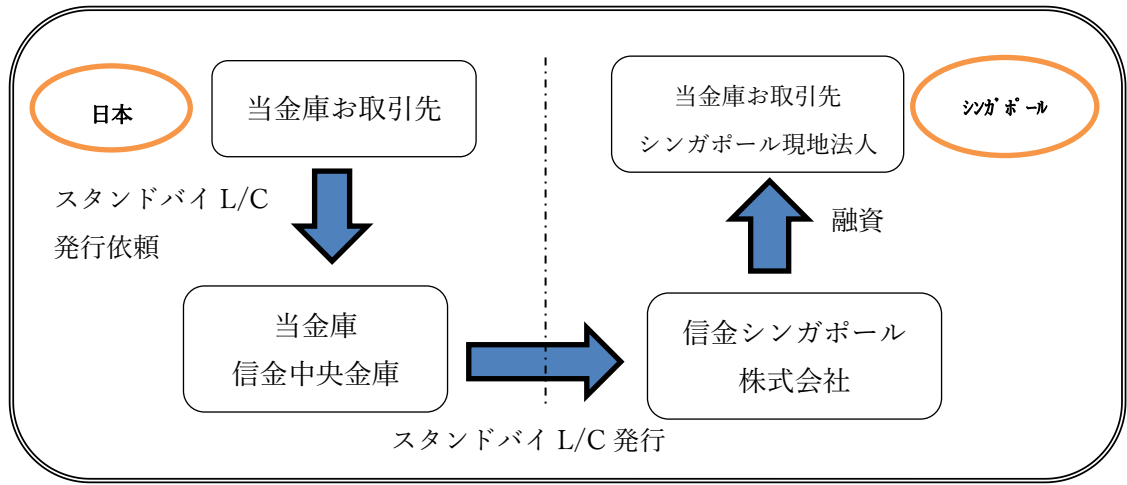 日本
当金庫お取引先
スタンドバイ L/C
発行依頼
当金庫
信金中央金庫
スタンドバイ L/C 発行
当金庫お取引先
シンガポール現地法人
ｼﾝｶﾞﾎﾟｰﾙ
融資
信金シンガポール
株式会社